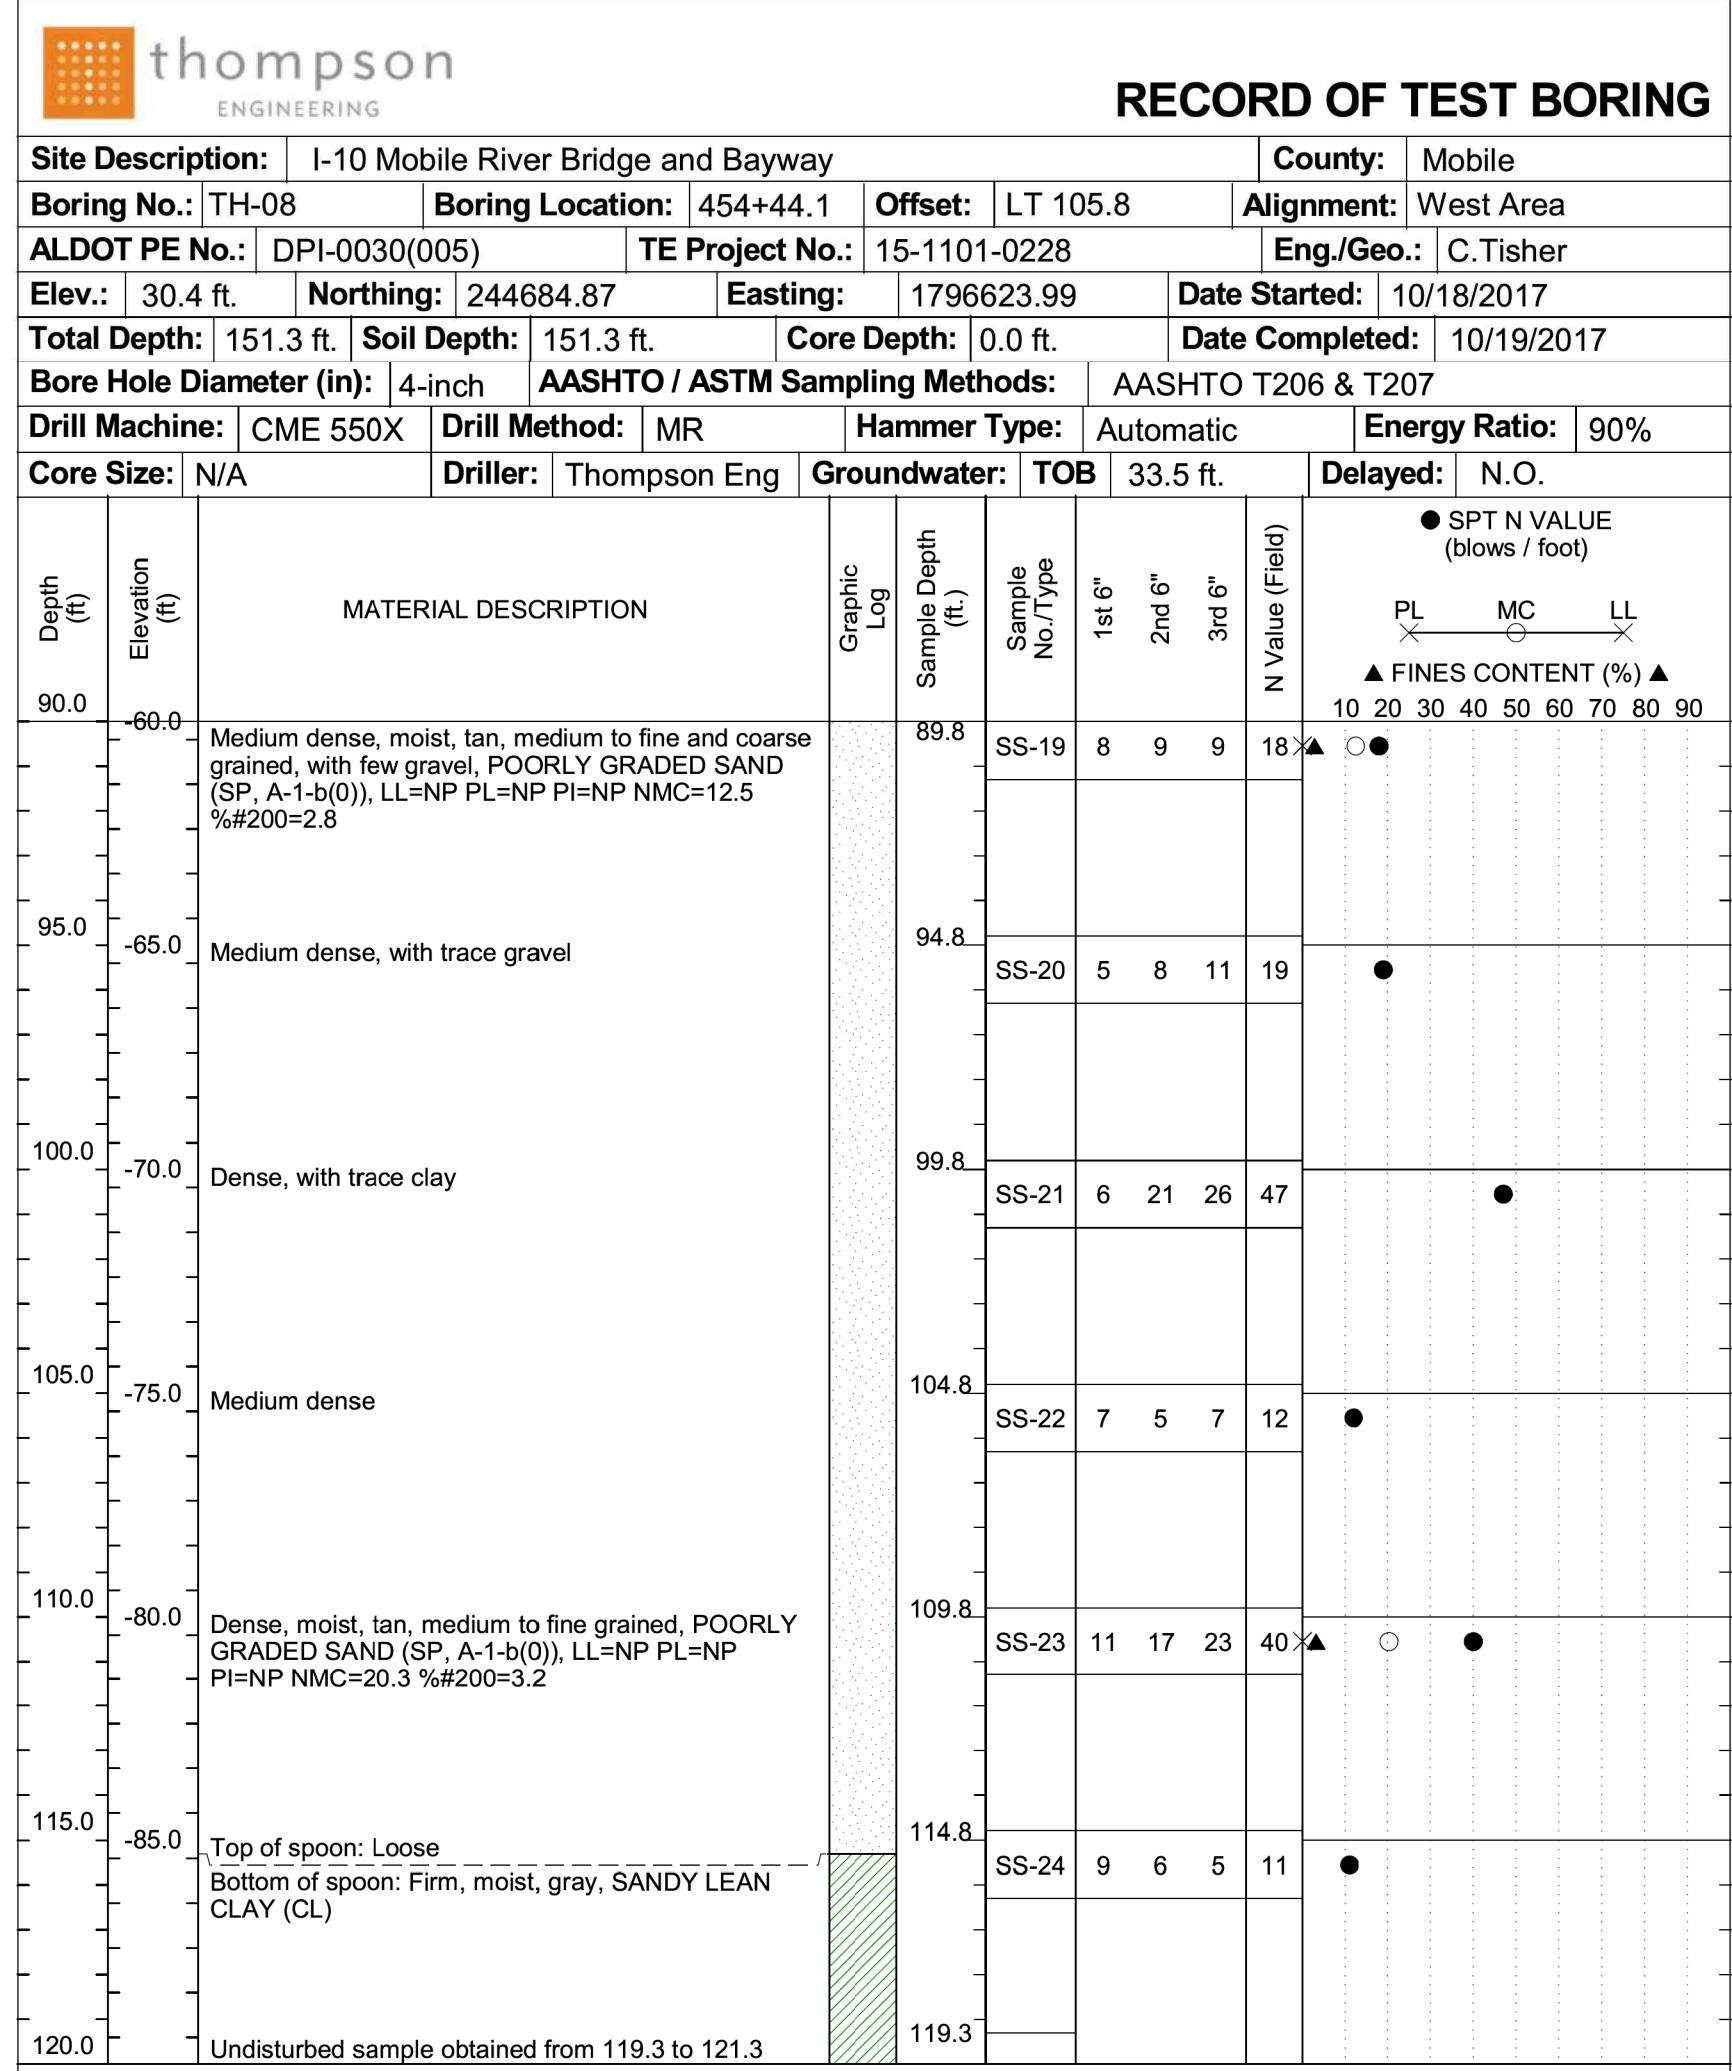 thompson
ENGINEERING
RECORD OF TEST BORING
Site Description: I-10 Mobile River Bridge and Bayway County: Mobile
Boring No.: TH-08 Boring Location: 454+44.1 Offset: LT 105.8 Alignment: West Area
ALDOT PE No.: DPI-0030(005) TE Project No.: 15-1101-0228 Eng./Geo.: C.Tisher
Elev.: 30.4 ft. Northing: 244684.87 Easting: 1796623.99 Date Started: 10/18/2017
Total Depth: 151.3 ft. Soil Depth: 151.3 ft. Core Depth: 0.0 ft. Date Completed: 10/19/2017
Bore Hole Diameter (in): 4-inch AASHTO / ASTM Sampling Methods: AASHTO T206 & T207
Drill Machine: CME 550X Drill Method: MR Hammer Type: Automatic Energy Ratio: 90%
Core Size: N/A Driller: Thompson Eng Groundwater: TOB 33.5 ft. Delayed: N.O.
Depth
(ft)
Elevation
(ft)
MATERIAL DESCRIPTION
Graphic
Log
Sample Depth
(ft.)
Sample
No./Type
1st 6"
2nd 6"
3rd 6"
N Value (Field)
● SPT N VALUE
(blows / foot)
PL MC LL
▲ FINES CONTENT (%) ▲
10 20 30 40 50 60 70 80 90
90.0
-60.0
Medium dense, moist, tan, medium to fine and coarse
grained, with few gravel, POORLY GRADED SAND
(SP, A-1-b(0)), LL=NP PL=NP PI=NP NMC=12.5
%#200=2.8
89.8
SS-19 8 9 9 18
95.0
-65.0
Medium dense, with trace gravel
94.8
SS-20 5 8 11 19
100.0
-70.0
Dense, with trace clay
99.8
SS-21 6 21 26 47
105.0
-75.0
Medium dense
104.8
SS-22 7 5 7 12
110.0
-80.0
Dense, moist, tan, medium to fine grained, POORLY
GRADED SAND (SP, A-1-b(0)), LL=NP PL=NP
PI=NP NMC=20.3 %#200=3.2
109.8
SS-23 11 17 23 40
115.0
-85.0
Top of spoon: Loose
Bottom of spoon: Firm, moist, gray, SANDY LEAN
CLAY (CL)
114.8
SS-24 9 6 5 11
120.0
Undisturbed sample obtained from 119.3 to 121.3
119.3